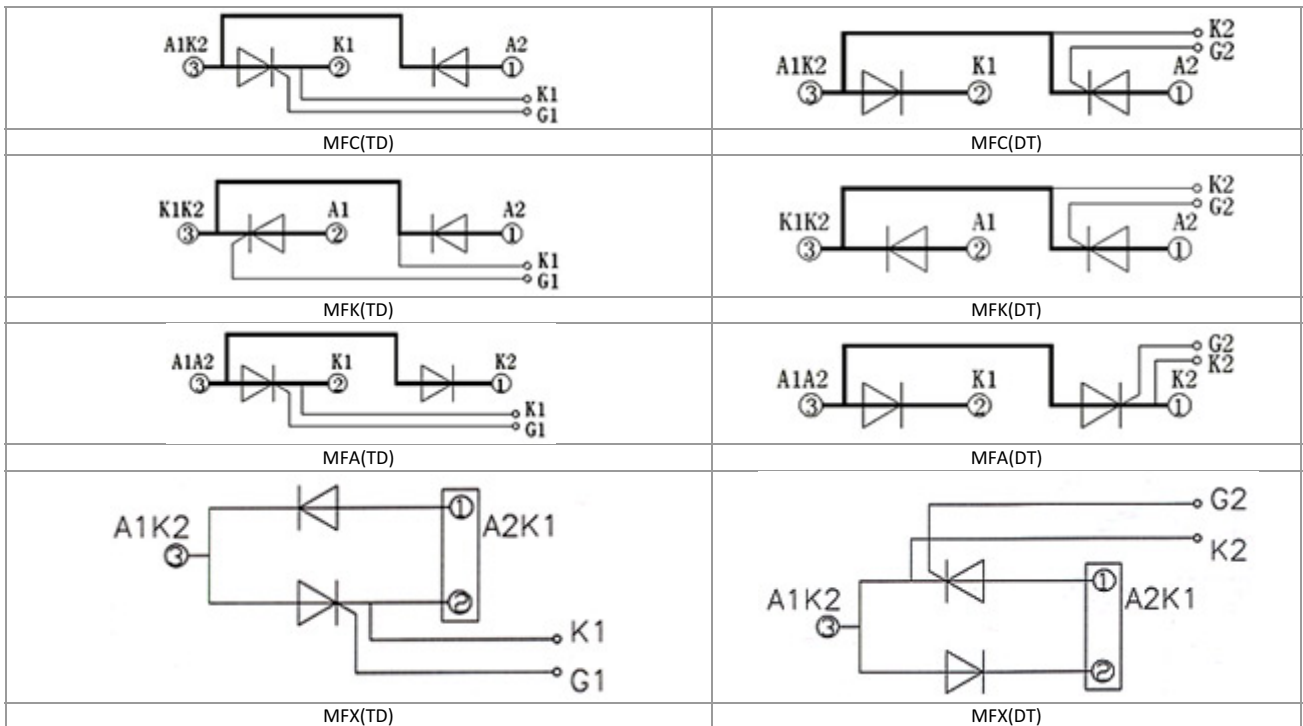 A1K2 K1 A2
③ ② ①
K1
G1
MFC(TD)
K2
G2
A1K2 K1 A2
③ ② ①
MFC(DT)
K1K2 A1 A2
③ ② ①
K1
G1
MFK(TD)
K2
G2
K1K2 A1 A2
③ ② ①
MFK(DT)
A1A2 K1 K2
③ ② ①
K1
G1
MFA(TD)
G2
K2
A1A2 K1 K2
③ ② ①
MFA(DT)
①
A1K2 A2K1
③
②
K1
G1
MFX(TD)
G2
K2
①
A1K2 A2K1
③
②
MFX(DT)